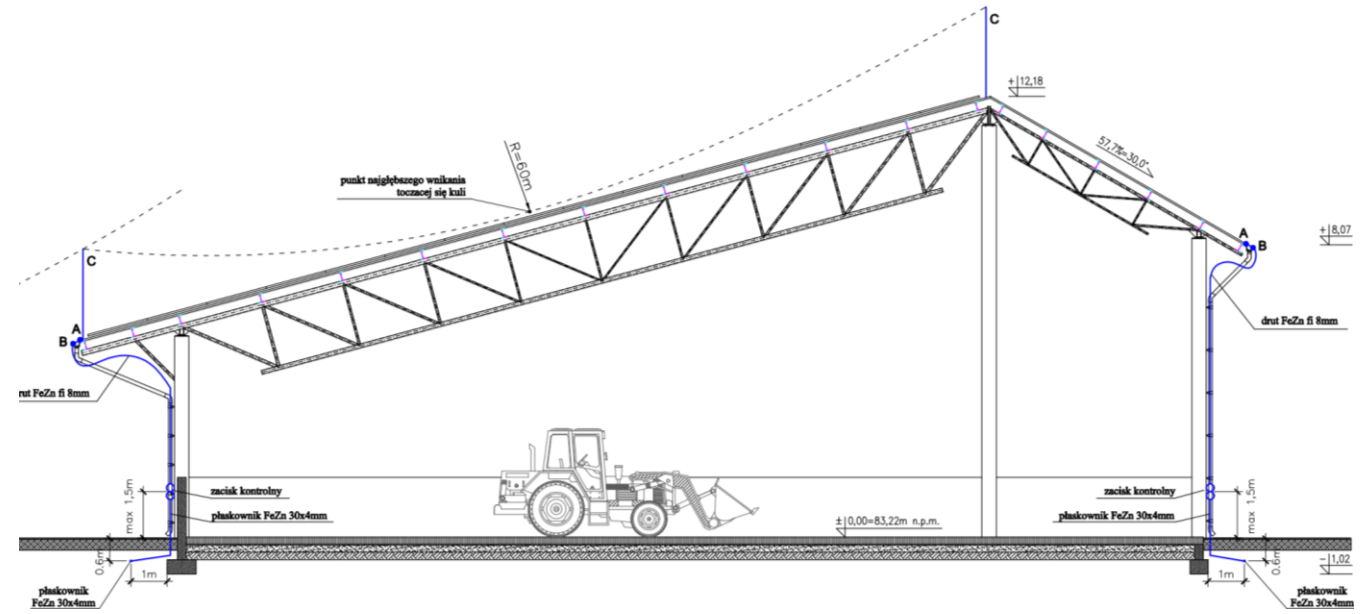 C
+|12,18
R=60m
57,7%=30,0°
punkt najgłębszego wnikania
toczacej się kuli
C
A
B
+|8,07
A
B
drut FeZn fi 8mm
rut FeZn fi 8mm
max 1,5m
zacisk kontrolny
płaskownik FeZn 30x4mm
±|0,00=83,22m n.p.m.
zacisk kontrolny
płaskownik FeZn 30x4mm
max 1,5m
0.6m
1m
płaskownik
FeZn 30x4mm
1m
0.6m
-|1,02
płaskownik
FeZn 30x4mm